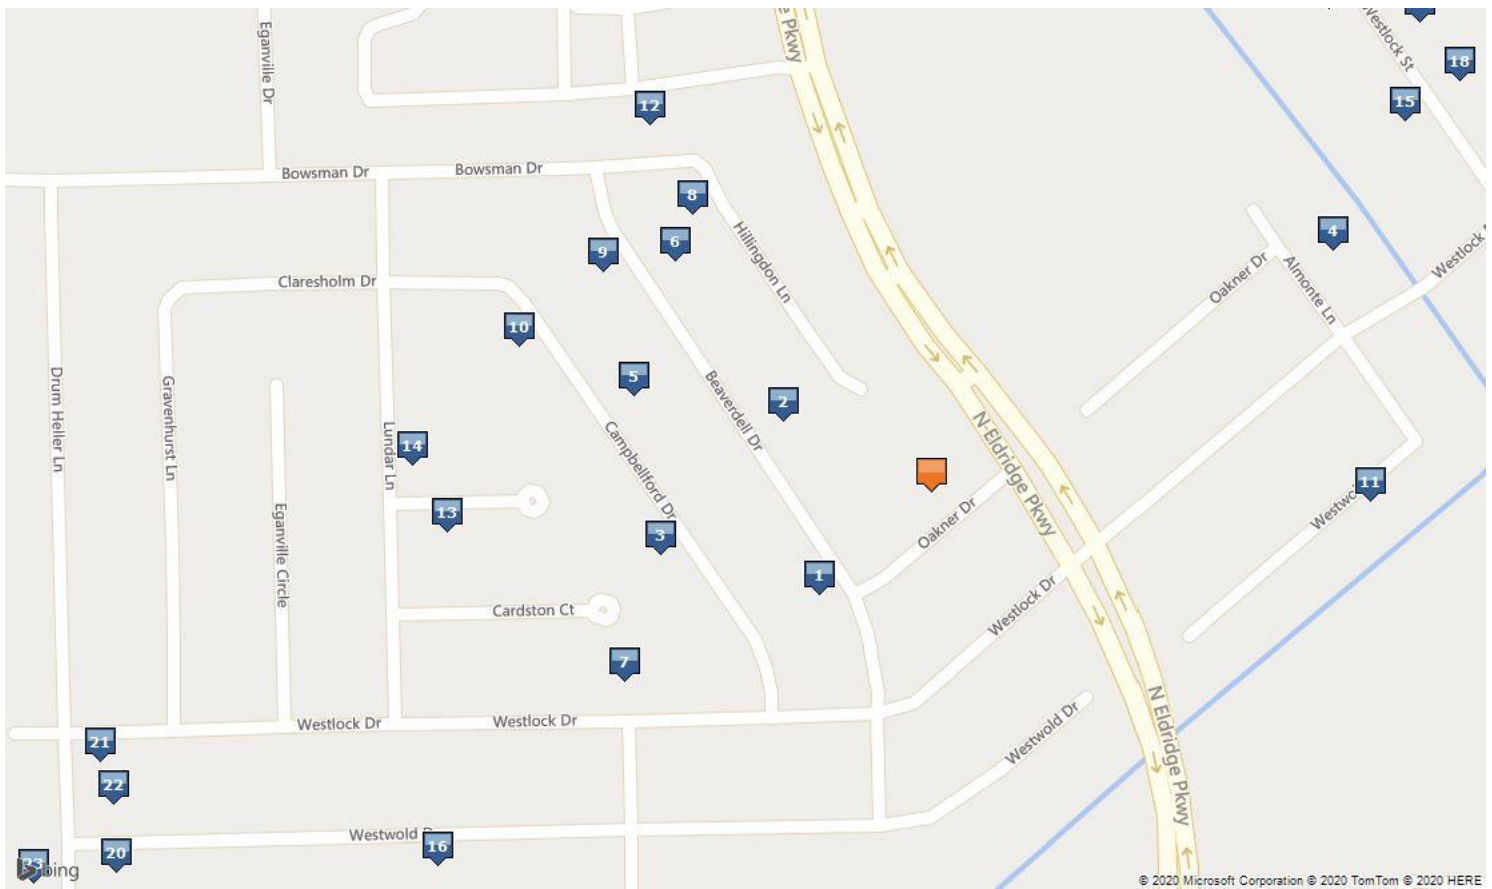 Eganville Dr
e Pkwy
Westlock St
18
15
12
Bowsman Dr
Bowsman Dr
8
4
6
9
Hillingdon Ln
Westlock
Oakner Dr
Almonte Ln
Claresholm Dr
10
5
2
Beaverdell Dr
Drum Heller Ln
Gravenhurst Ln
Lundar Ln
14
Campbellford Dr
N Eldridge Pkwy
11
13
Oakner Dr
3
Eganville Circle
1
Cardston Ct
Westlock Dr
7
Westlock Dr
Westlock Dr
N Eldridge Pkwy
Westwold Dr
21
22
Westwold
16
20
23
bing
© 2020 Microsoft Corporation © 2020 TomTom © 2020 HERE